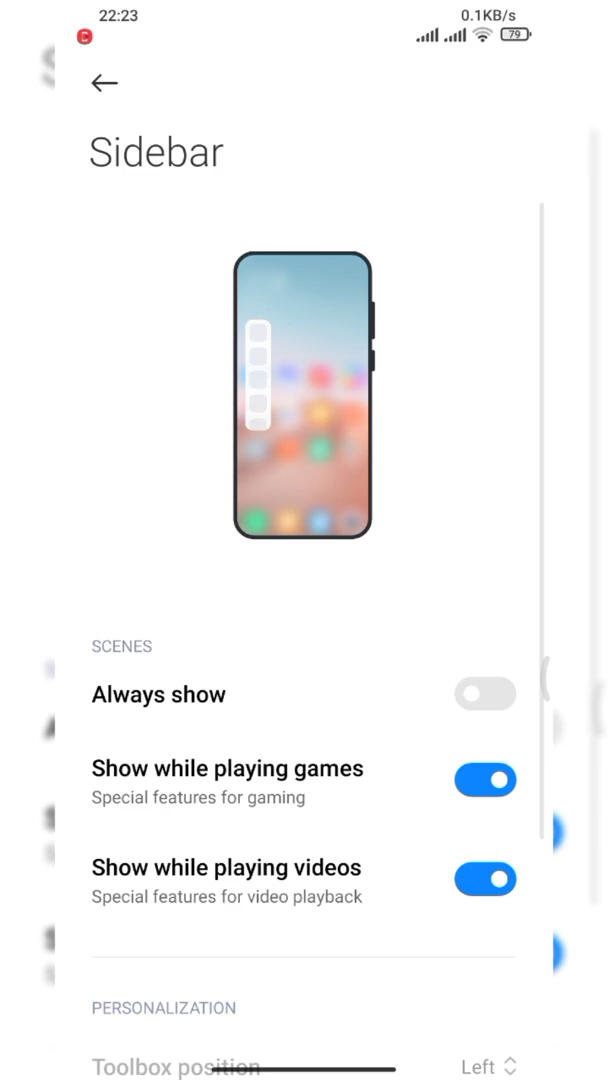 22:23
0.1KB/s
79
Sidebar
SCENES
Always show
Show while playing games
Special features for gaming
Show while playing videos
Special features for video playback
PERSONALIZATION
Toolbox position
Left